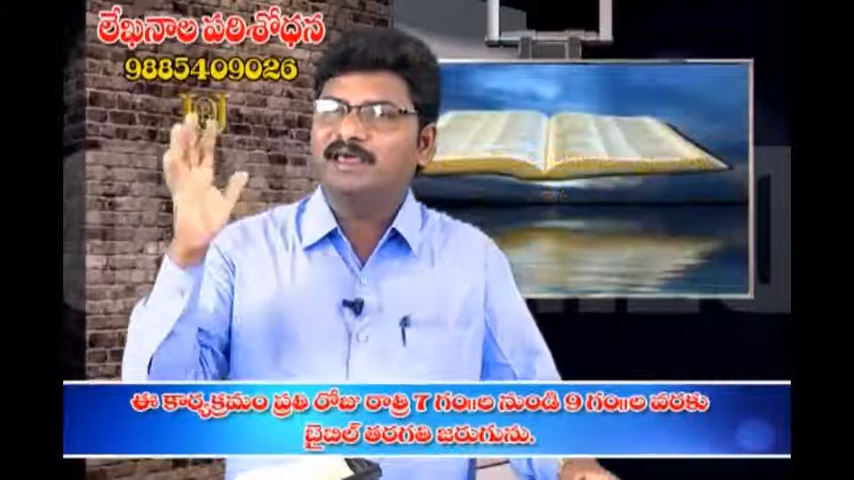 లేఖనాల పరిశోధన
9885409026
ఈ కార్యక్రమం ప్రతి రోజు రాత్రి 7 గం॥ల నుండి 9 గం॥ల వరకు
బైబిల్ తరగతి జరుగును.